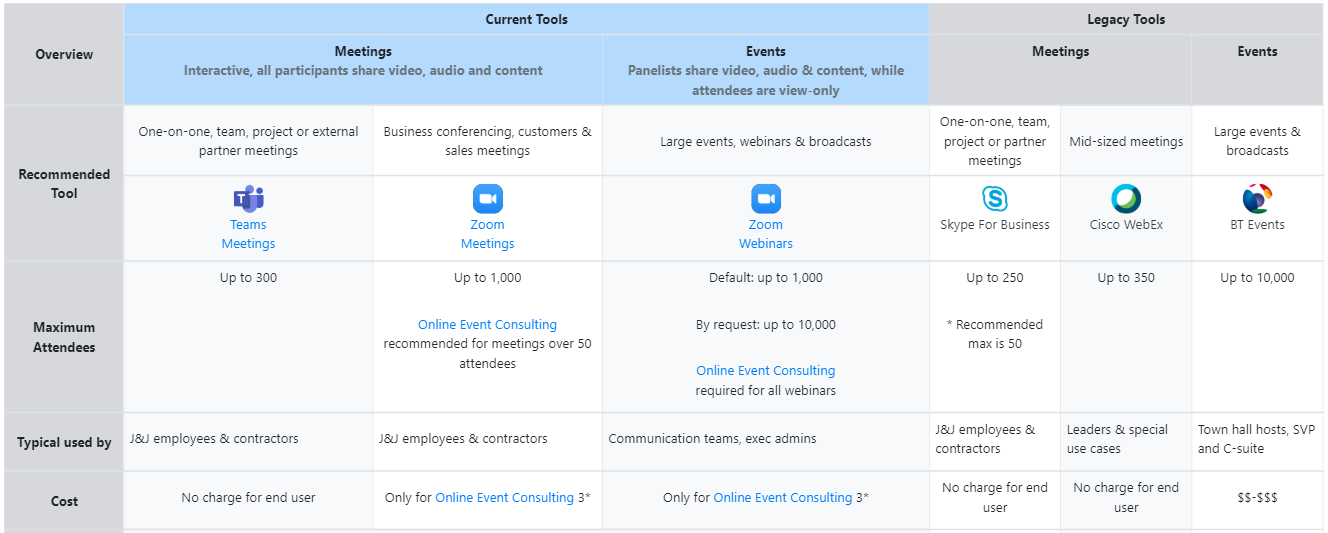 Overview
Current Tools
Legacy Tools
Meetings
Interactive, all participants share video, audio and content
Events
Panelists share video, audio & content, while
attendees are view-only
Meetings
Events
Recommended
Tool
One-on-one, team, project or external
partner meetings
Business conferencing, customers &
sales meetings
Large events, webinars & broadcasts
One-on-one, team,
project or partner
meetings
Mid-sized meetings
Large events &
broadcasts
Teams
Meetings
Zoom
Meetings
Zoom
Webinars
Skype For Business
Cisco WebEx
BT Events
Maximum
Attendees
Up to 300
Up to 1,000
Online Event Consulting
recommended for meetings over 50
attendees
Default: up to 1,000
By request: up to 10,000
Online Event Consulting
required for all webinars
Up to 250
* Recommended
max is 50
Up to 350
Up to 10,000
Typical used by
J&J employees & contractors
J&J employees & contractors
Communication teams, exec admins
J&J employees &
contractors
Leaders & special
use cases
Town hall hosts, SVP
and C-suite
Cost
No charge for end user
Only for Online Event Consulting 3*
Only for Online Event Consulting 3*
No charge for end
user
No charge for end
user
$$-$$$